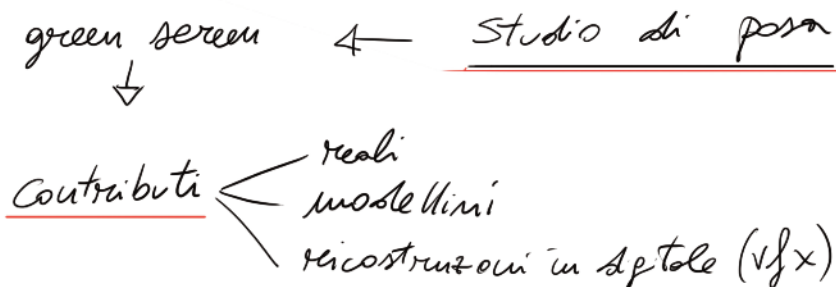 green screen ← Studio di posa
contributi
reali
modellini
ricostruzioni in digitale (vfx)